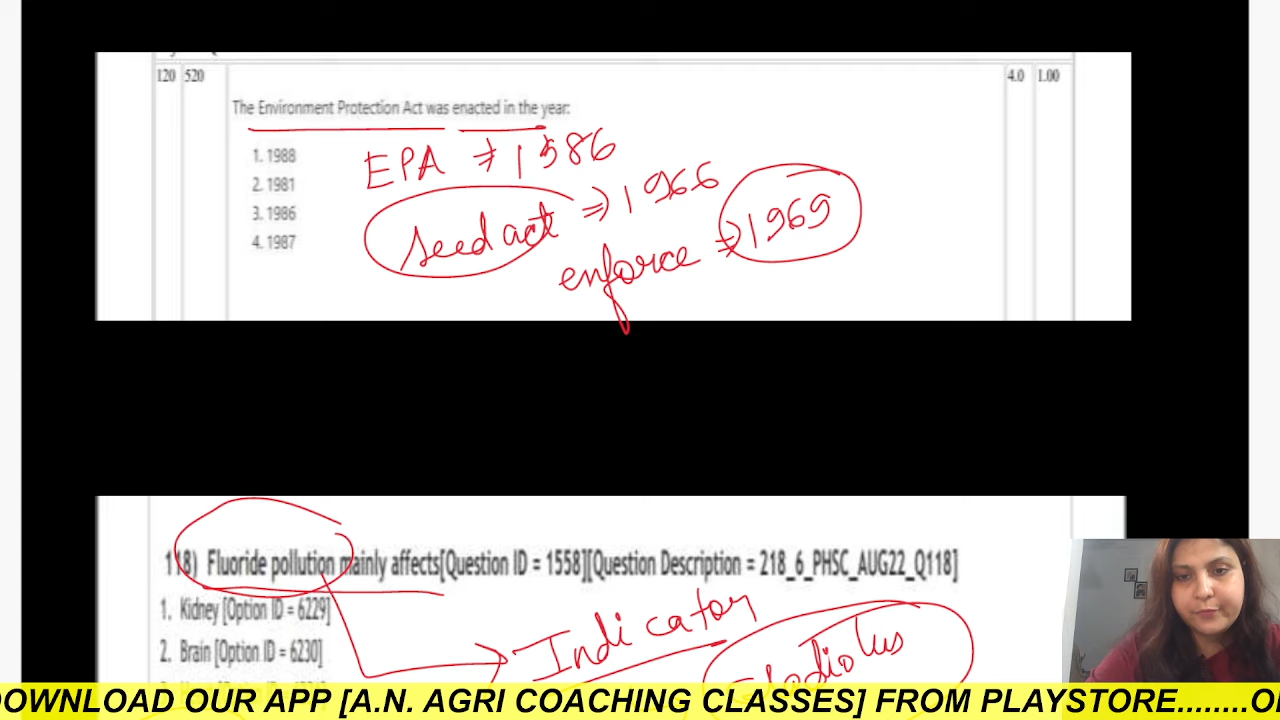 120 520 4.0 1.00
The Environment Protection Act was enacted in the year:
1. 1988
2. 1981
3. 1986
4. 1987
EPA ⇒ 1986
seed act ⇒ 1966
enforce ⇒ 1969
118) Fluoride pollution mainly affects[Question ID = 1558][Question Description = 218_6_PHSC_AUG22_Q118]
1. Kidney [Option ID = 6229]
2. Brain [Option ID = 6230]
Indicator
Gladiolus
DOWNLOAD OUR APP [A.N. AGRI COACHING CLASSES] FROM PLAYSTORE........